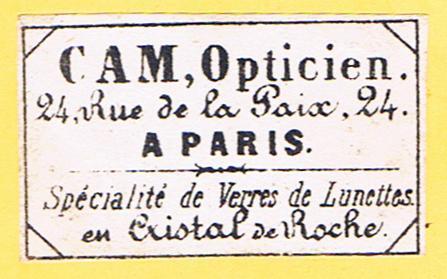 CAM, Opticien.
24, Rue de la Paix, 24.
A PARIS.
Spécialité de Verres de Lunettes
en Cristal de Roche.